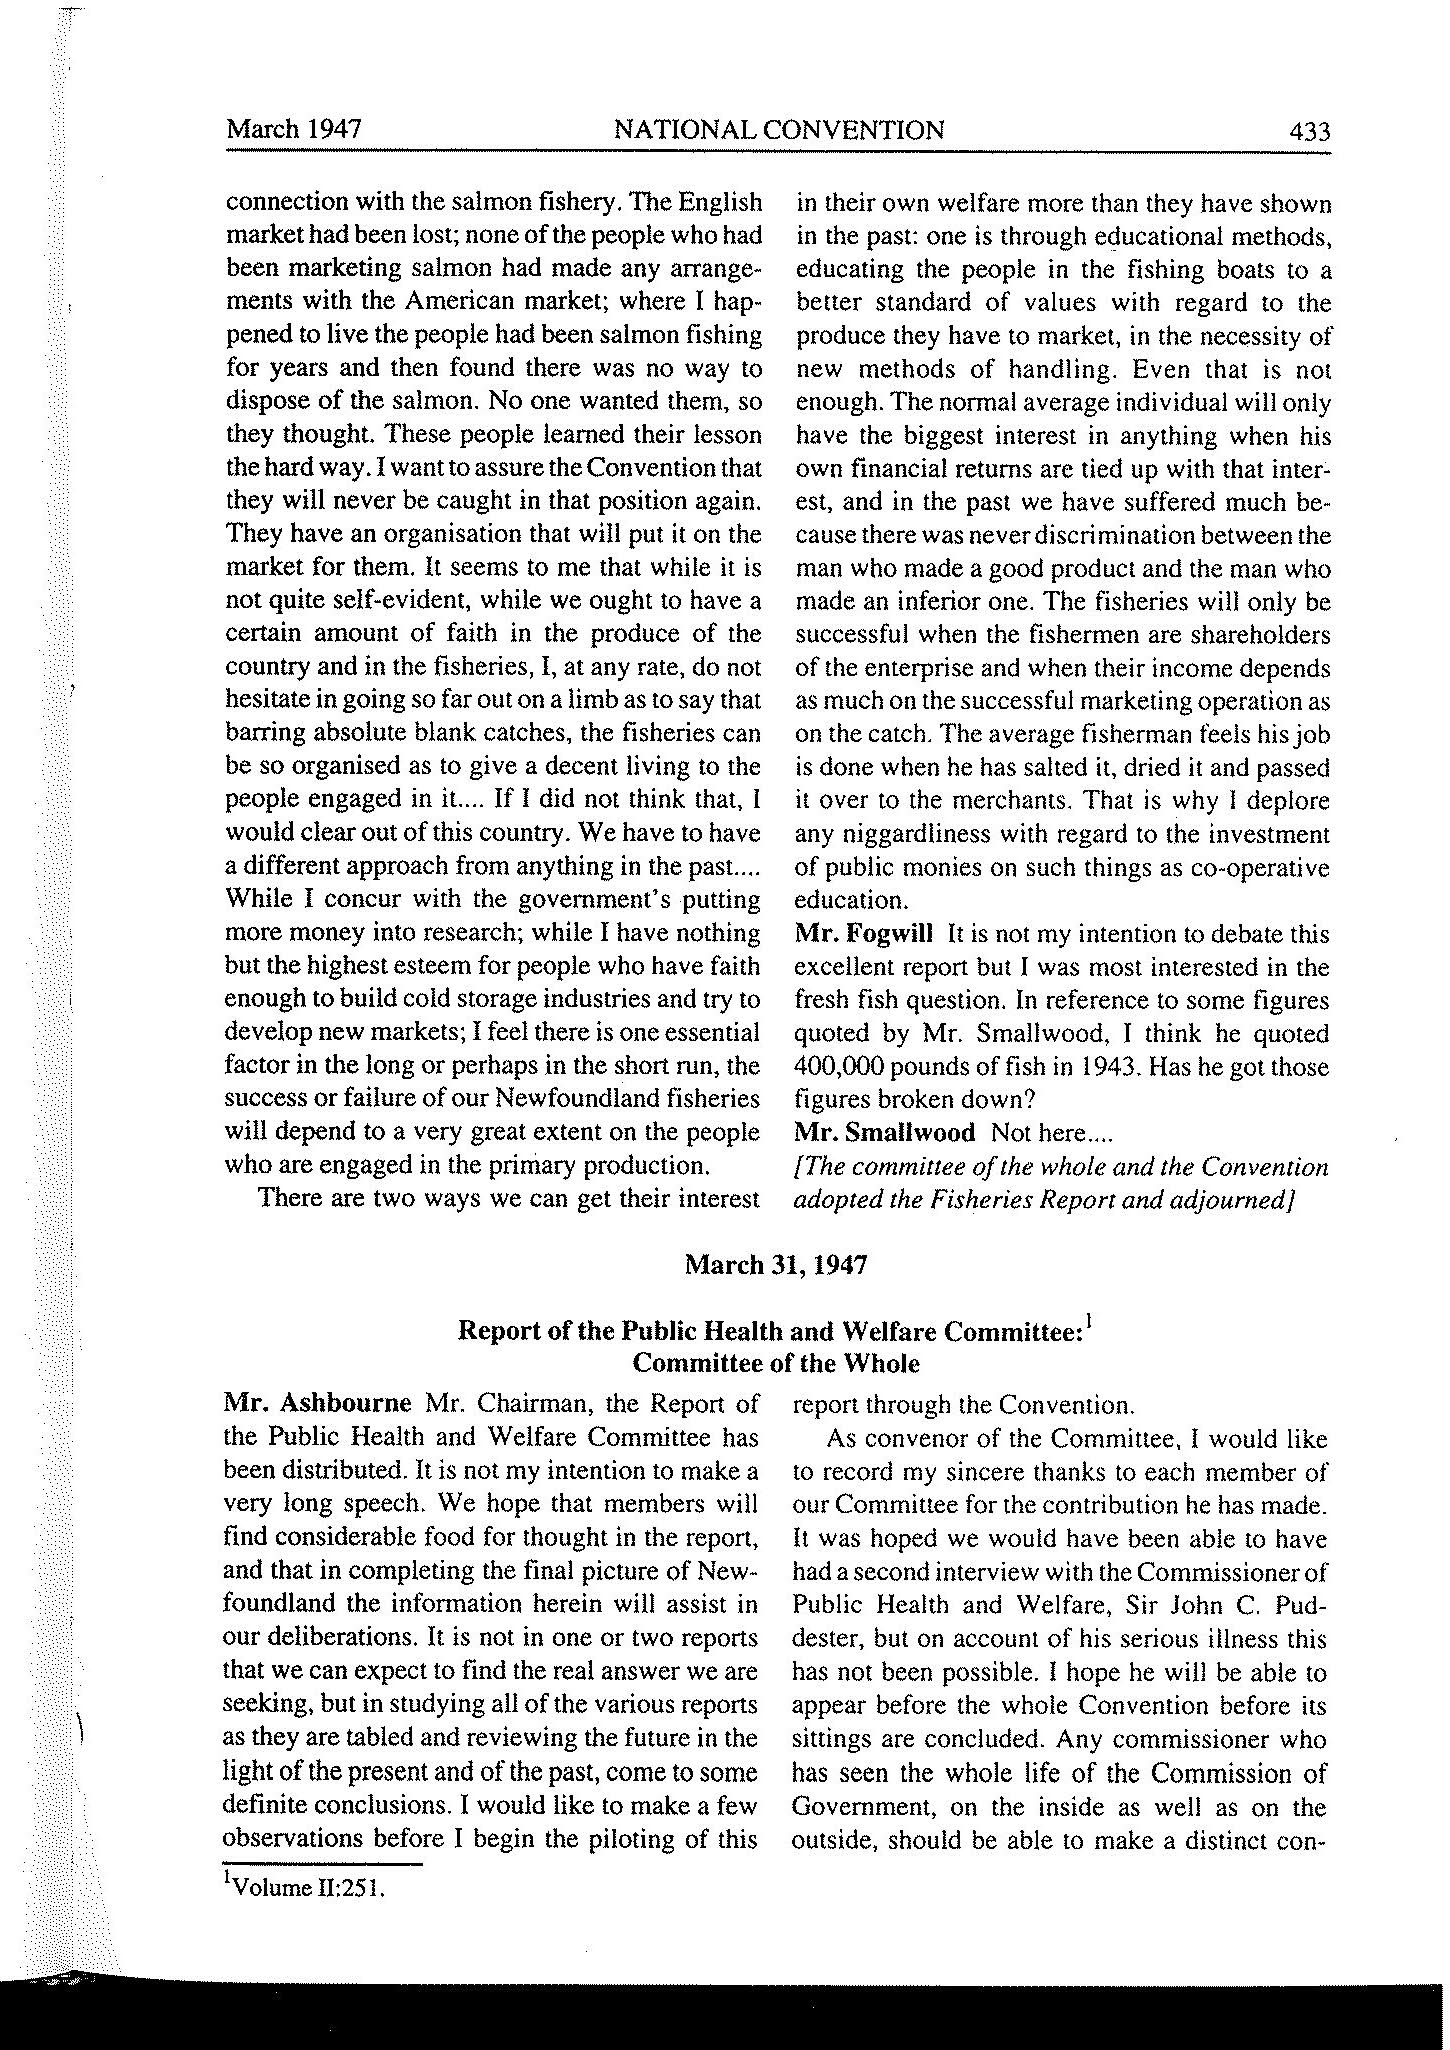 March 1947
NATIONAL CONVENTION
433
connection with the salmon fishery. The English
market had been lost; none of the people who had
been marketing salmon had made any arrange-
ments with the American market; where I hap-
pened to live the people had been salmon fishing
for years and then found there was no way to
dispose of the salmon. No one wanted them, so
they thought. These people learned their lesson
the hard way. I want to assure the Convention that
they will never be caught in that position again.
They have an organisation that will put it on the
market for them. It seems to me that while it is
not quite self-evident, while we ought to have a
certain amount of faith in the produce of the
country and in the fisheries, I, at any rate, do not
hesitate in going so far out on a limb as to say that
barring absolute blank catches, the fisheries can
be so organised as to give a decent living to the
people engaged in it.... If I did not think that, I
would clear out of this country. We have to have
a different approach from anything in the past....
While I concur with the government's putting
more money into research; while I have nothing
but the highest esteem for people who have faith
enough to build cold storage industries and try to
develop new markets; I feel there is one essential
factor in the long or perhaps in the short run, the
success or failure of our Newfoundland fisheries
will depend to a very great extent on the people
who are engaged in the primary production.
There are two ways we can get their interest
in their own welfare more than they have shown
in the past: one is through educational methods,
educating the people in the fishing boats to a
better standard of values with regard to the
produce they have to market, in the necessity of
new methods of handling. Even that is not
enough. The normal average individual will only
have the biggest interest in anything when his
own financial returns are tied up with that inter-
est, and in the past we have suffered much be-
cause there was never discrimination between the
man who made a good product and the man who
made an inferior one. The fisheries will only be
successful when the fishermen are shareholders
of the enterprise and when their income depends
as much on the successful marketing operation as
on the catch. The average fisherman feels his job
is done when he has salted it, dried it and passed
it over to the merchants. That is why I deplore
any niggardliness with regard to the investment
of public monies on such things as co-operative
education.
Mr. Fogwill It is not my intention to debate this
excellent report but I was most interested in the
fresh fish question. In reference to some figures
quoted by Mr. Smallwood, I think he quoted
400,000 pounds of fish in 1943. Has he got those
figures broken down?
Mr. Smallwood Not here....
[The committee of the whole and the Convention
adopted the Fisheries Report and adjourned]
March 31, 1947
Report of the Public Health and Welfare Committee:1
Committee of the Whole
Mr. Ashbourne Mr. Chairman, the Report of
the Public Health and Welfare Committee has
been distributed. It is not my intention to make a
very long speech. We hope that members will
find considerable food for thought in the report,
and that in completing the final picture of New-
foundland the information herein will assist in
our deliberations. It is not in one or two reports
that we can expect to find the real answer we are
seeking, but in studying all of the various reports
as they are tabled and reviewing the future in the
light of the present and of the past, come to some
definite conclusions. I would like to make a few
observations before I begin the piloting of this
report through the Convention.
As convenor of the Committee, I would like
to record my sincere thanks to each member of
our Committee for the contribution he has made.
It was hoped we would have been able to have
had a second interview with the Commissioner of
Public Health and Welfare, Sir John C. Pud-
dester, but on account of his serious illness this
has not been possible. I hope he will be able to
appear before the whole Convention before its
sittings are concluded. Any commissioner who
has seen the whole life of the Commission of
Government, on the inside as well as on the
outside, should be able to make a distinct con-
1Volume II:251.